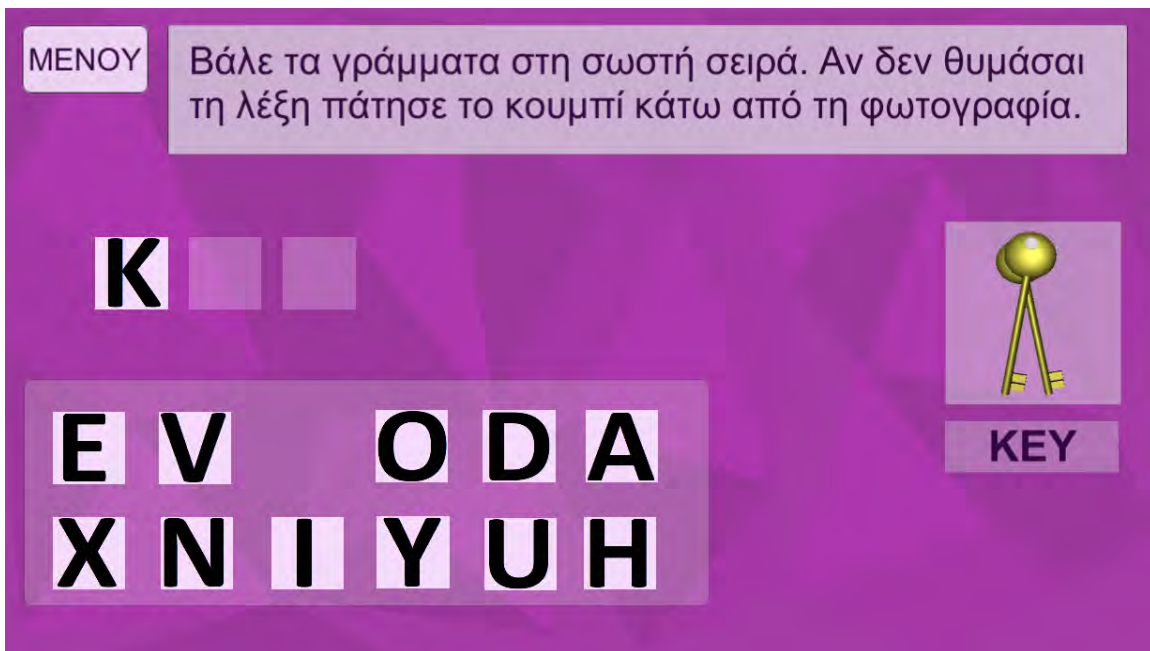 ΜΕΝΟΥ
Βάλε τα γράμματα στη σωστή σειρά. Αν δεν θυμάσαι
τη λέξη πάτησε το κουμπί κάτω από τη φωτογραφία.
K
KEY
E V O D A
X N I Y U H